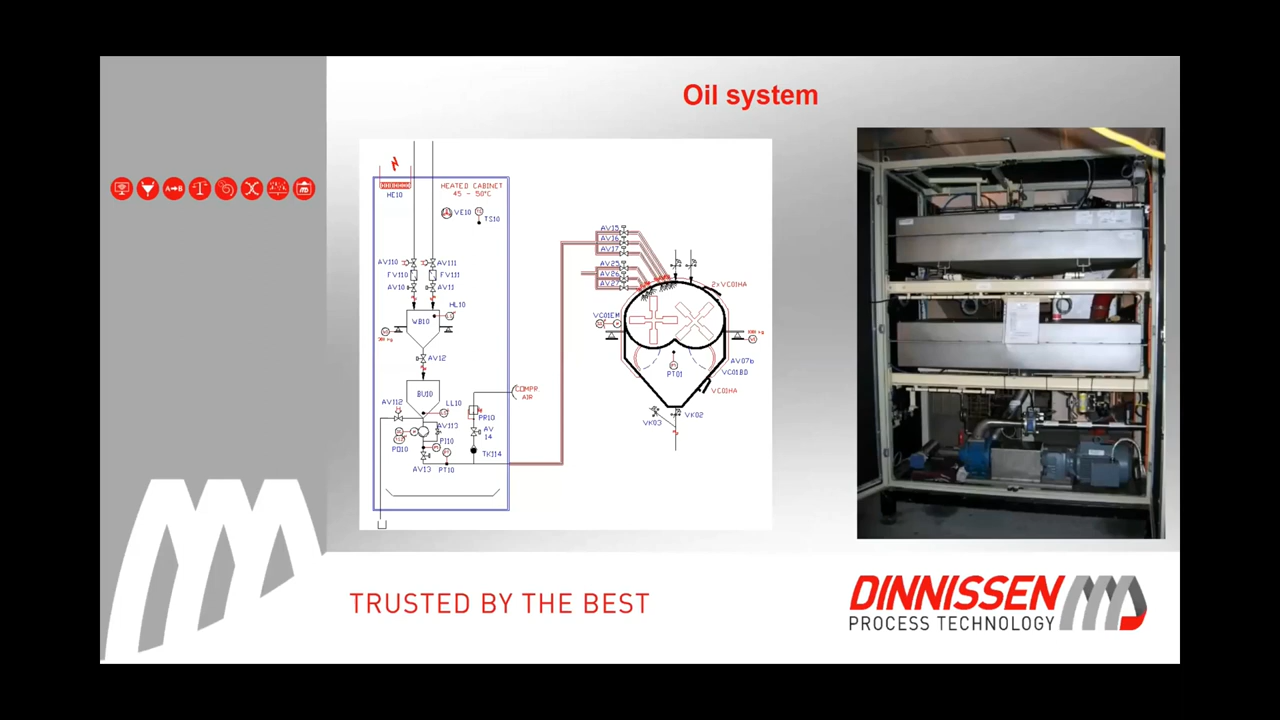 Oil system
HEATED CABINET
45 - 50°C
HE10
VE10
TS10
AV110
AV111
FV110
FV111
AV10
AV11
HL10
WB10
AV12
BU10
AV112
LL10
AV113
PI10
PO10
AV13
PT10
COMPR.
AIR
PR10
AV
14
TK114
AV15
AV16
AV17
AV25
AV26
AV27
2x VC01HA
VC01EM
PT01
AV07b
VC01BD
VC01HA
VK03
VK02
TRUSTED BY THE BEST
DINNISSEN
PROCESS TECHNOLOGY